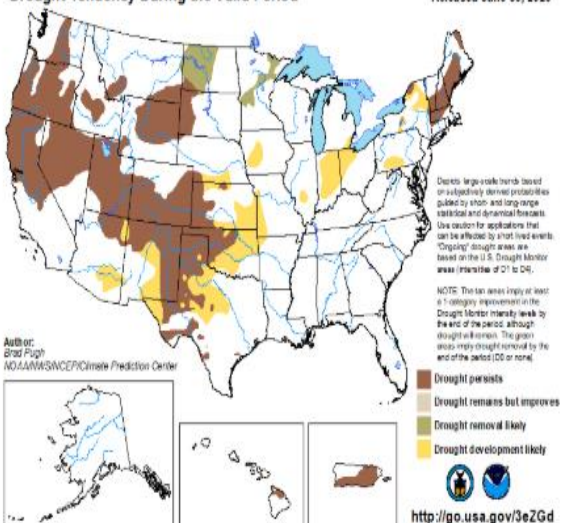 Drought Tendency During the Valid Period
Depicts large-scale trends based
on subjectively derived probabilities
guided by short- and long-range
statistical and dynamical forecasts.
Use caution for applications that
can be affected by short lived events.
"Ongoing" drought areas are
based on the U.S. Drought Monitor
areas (intensities of D1 to D4).
NOTE: The tan areas imply at least
a 1-category improvement in the
Drought Monitor intensity levels by
the end of the period, although
drought will remain. The green
areas imply drought removal by the
end of the period (D0 or none).
Author:
Brad Pugh
NOAA/NWS/NCEP/Climate Prediction Center
Drought persists
Drought remains but improves
Drought removal likely
Drought development likely
http://go.usa.gov/3eZGd